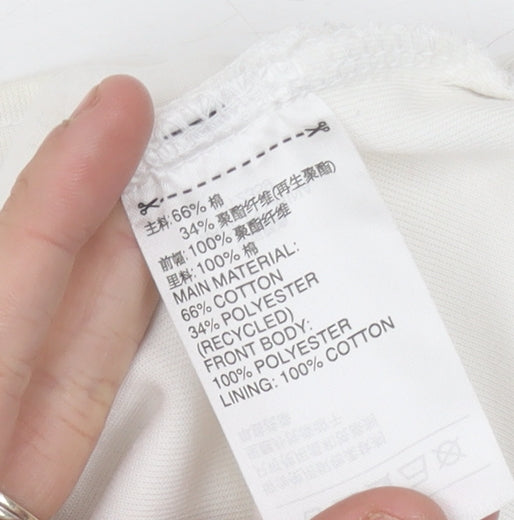 主料: 66% 棉
34% 聚酯纤维(再生聚酯)
前幅: 100% 聚酯纤维
里料: 100% 棉
MAIN MATERIAL:
66% COTTON
34% POLYESTER
(RECYCLED)
FRONT BODY:
100% POLYESTER
LINING: 100% COTTON